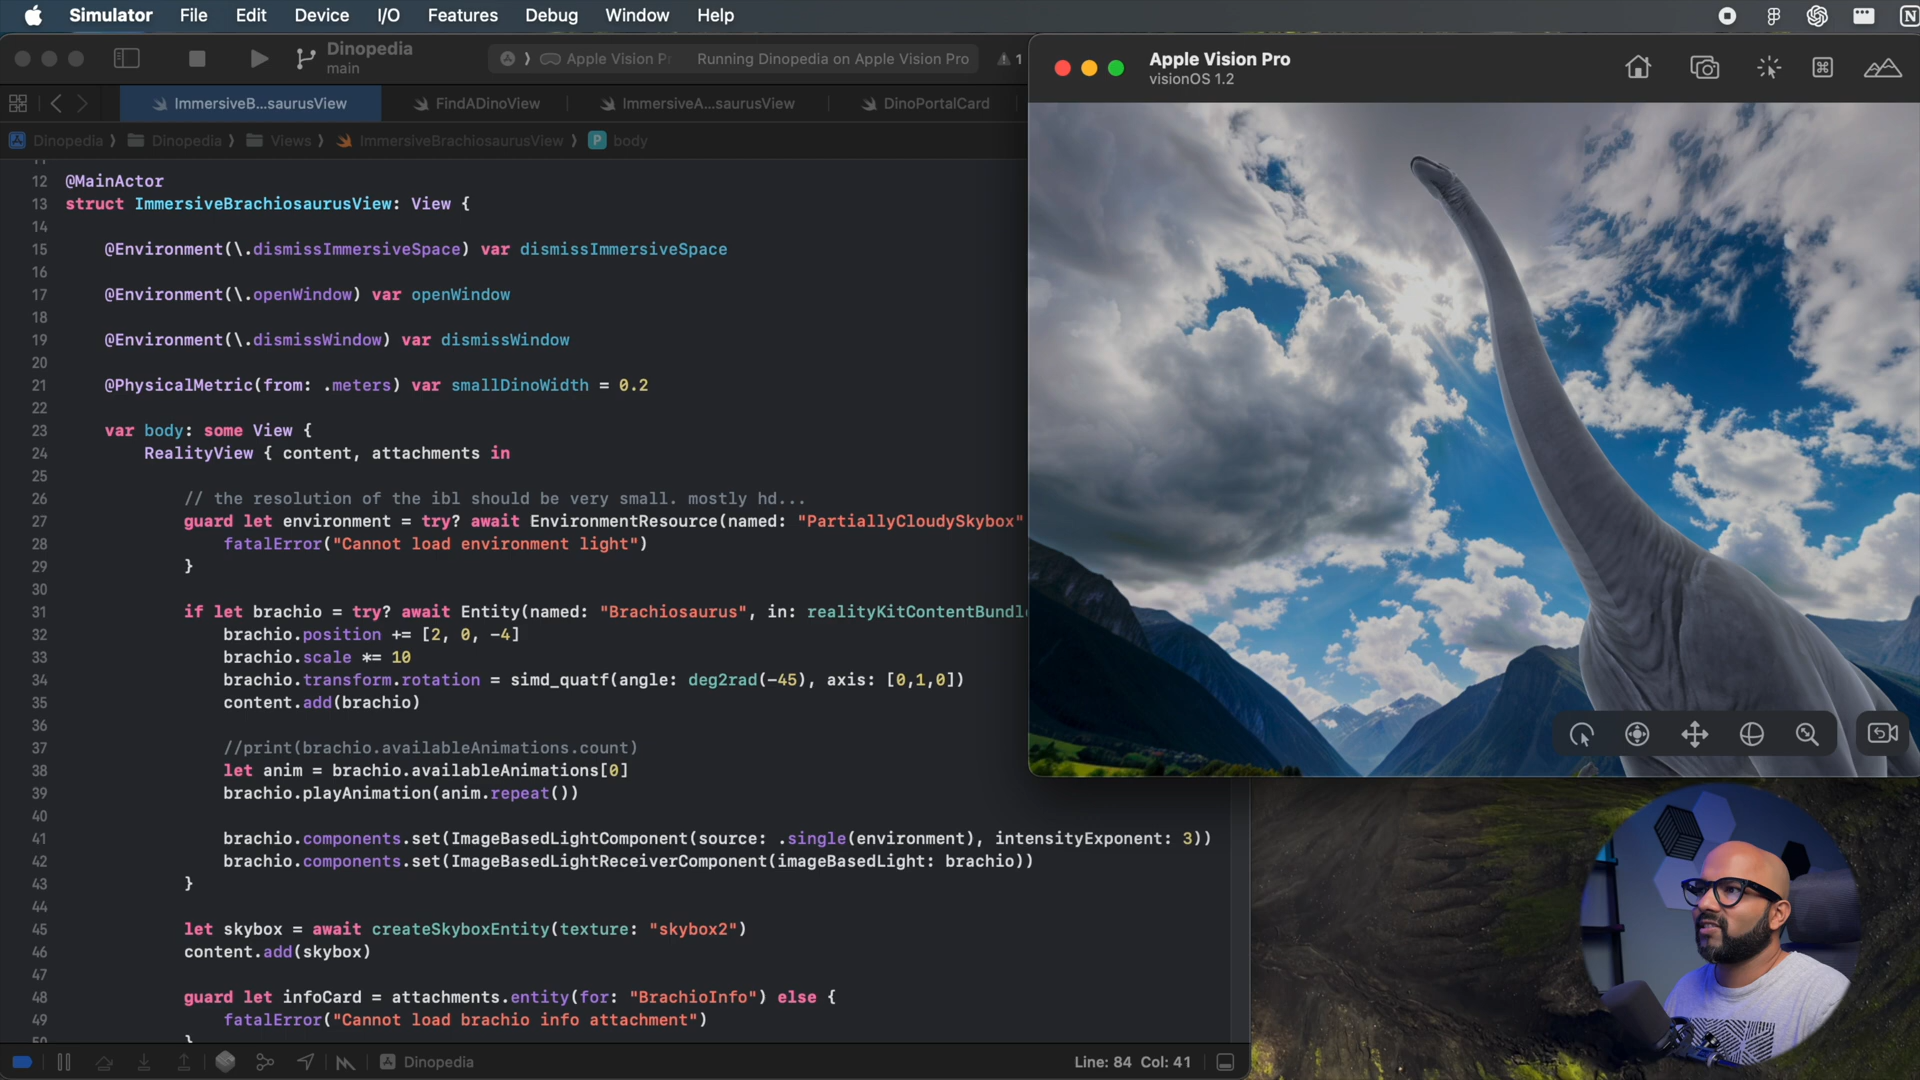 Simulator File Edit Device I/O Features Debug Window Help
Dinopedia
main
Apple Vision P
Running Dinopedia on Apple Vision Pro
1
Apple Vision Pro
visionOS 1.2
ImmersiveB...saurusView
FindADinoView
ImmersiveA...saurusView
DinoPortalCard
Dinopedia
Dinopedia
Views
ImmersiveBrachiosaurusView
P body
12 @MainActor
13 struct ImmersiveBrachiosaurusView: View {
14
15 @Environment(\.dismissImmersiveSpace) var dismissImmersiveSpace
16
17 @Environment(\.openWindow) var openWindow
18
19 @Environment(\.dismissWindow) var dismissWindow
20
21 @PhysicalMetric(from: .meters) var smallDinoWidth = 0.2
22
23 var body: some View {
24 RealityView { content, attachments in
25
26 // the resolution of the ibl should be very small. mostly hd...
27 guard let environment = try? await EnvironmentResource(named: "PartiallyCloudySkybox"
28 fatalError("Cannot load environment light")
29 }
30
31 if let brachio = try? await Entity(named: "Brachiosaurus", in: realityKitContentBundl
32 brachio.position += [2, 0, -4]
33 brachio.scale *= 10
34 brachio.transform.rotation = simd_quatf(angle: deg2rad(-45), axis: [0,1,0])
35 content.add(brachio)
36
37 //print(brachio.availableAnimations.count)
38 let anim = brachio.availableAnimations[0]
39 brachio.playAnimation(anim.repeat())
40
41 brachio.components.set(ImageBasedLightComponent(source: .single(environment), intensityExponent: 3))
42 brachio.components.set(ImageBasedLightReceiverComponent(imageBasedLight: brachio))
43 }
44
45 let skybox = await createSkyboxEntity(texture: "skybox2")
46 content.add(skybox)
47
48 guard let infoCard = attachments.entity(for: "BrachioInfo") else {
49 fatalError("Cannot load brachio info attachment")
}
Dinopedia
Line: 84 Col: 41